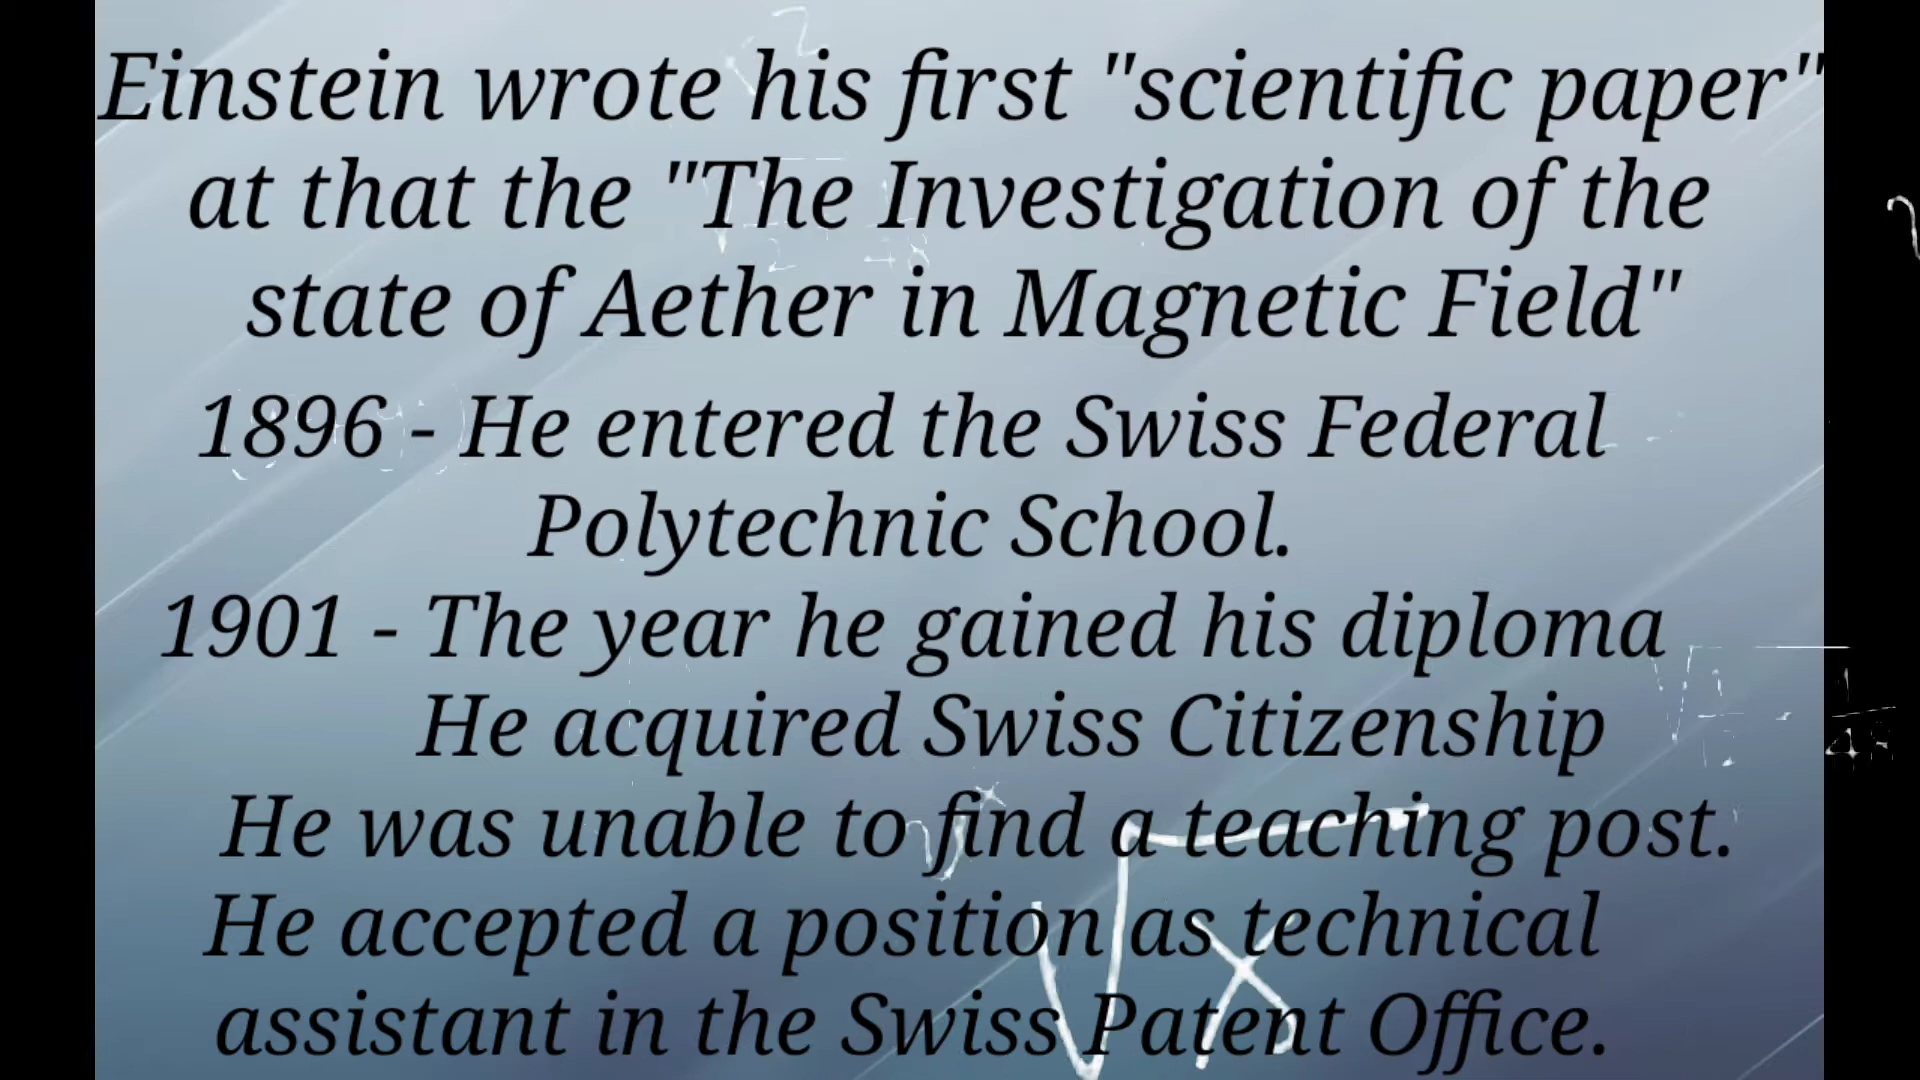 Einstein wrote his first "scientific paper"
at that the "The Investigation of the
state of Aether in Magnetic Field"
1896 - He entered the Swiss Federal
Polytechnic School.
1901 - The year he gained his diploma
He acquired Swiss Citizenship
He was unable to find a teaching post.
He accepted a position as technical
assistant in the Swiss Patent Office.
√x